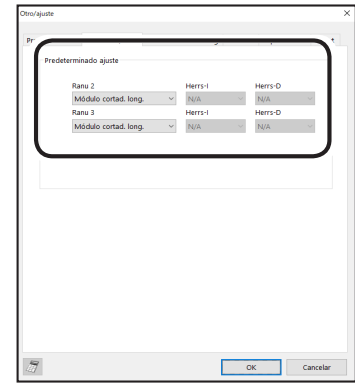 Otro/ajuste
Predeterminado ajuste
Ranu 2 Herrs-I Herrs-D
Módulo cortad. long. N/A N/A
Ranu 3 Herrs-I Herrs-D
Módulo cortad. long. N/A N/A
OK Cancelar